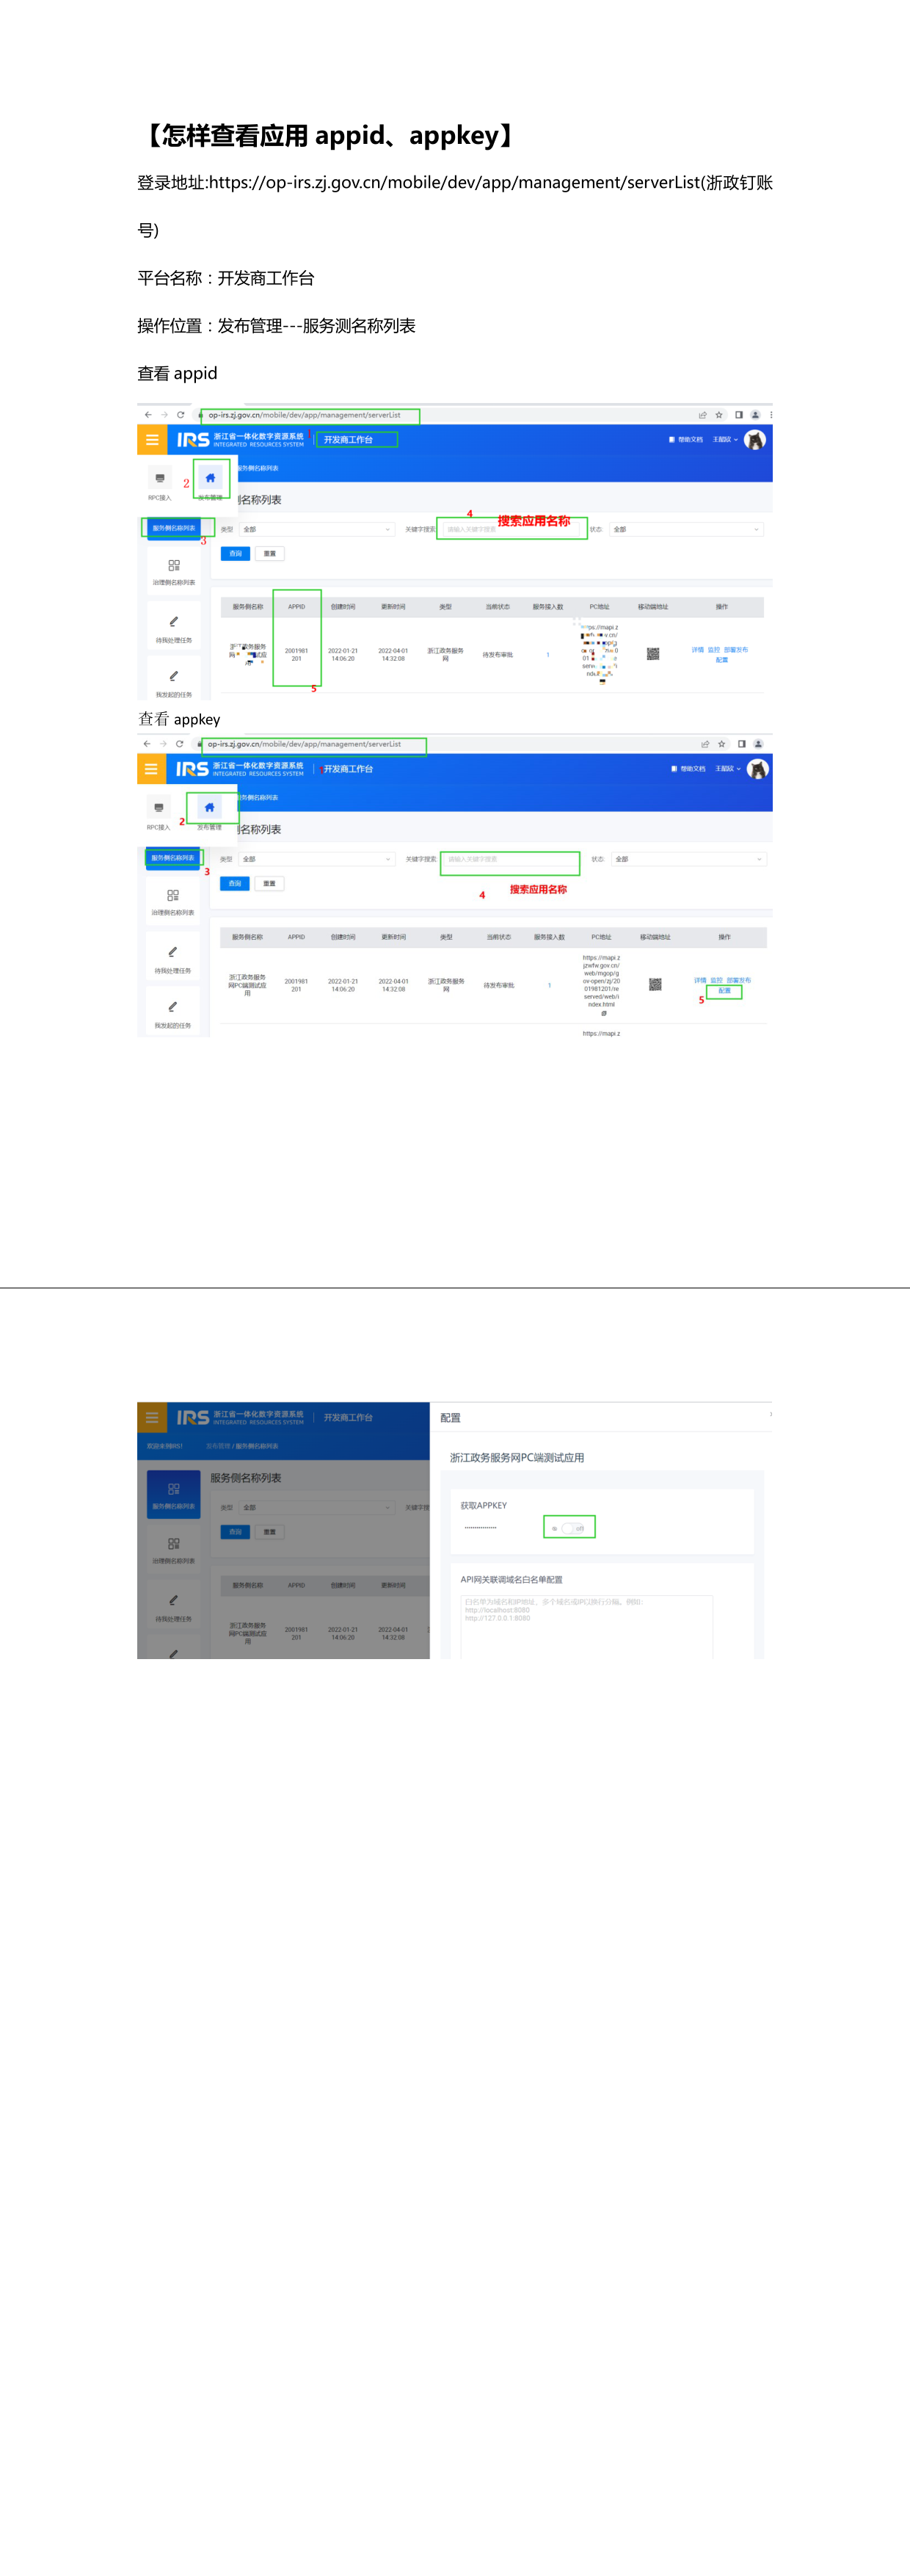 【怎样查看应用 appid、appkey】
登录地址:https://op-irs.zj.gov.cn/mobile/dev/app/management/serverList(浙政钉账
号)
平台名称：开发商工作台
操作位置：发布管理---服务测名称列表
查看 appid
op-irs.zj.gov.cn/mobile/dev/app/management/serverList
IRS 浙江省一体化数字资源系统 开发商工作台 帮助文档
INTEGRATED RESOURCES SYSTEM
2 服务侧名称列表
RPC接入 发布管理 侧名称列表
4 搜索应用名称
服务侧名称列表 类型 全部 关键字搜索 请输入关键字搜索 状态 全部
3
查询 重置
治理侧名称列表
服务侧名称 APPID 创建时间 更新时间 类型 当前状态 服务接入数 PC地址 移动端地址 操作
待我处理任务
2001981 2022-01-21 2022-04-01 浙江政务服务 待发布审批 1 详情 监控 部署发布
201 14:06:20 14:32:08 网 配置
我发起的任务
5
查看 appkey
op-irs.zj.gov.cn/mobile/dev/app/management/serverList
IRS 浙江省一体化数字资源系统 开发商工作台 帮助文档
INTEGRATED RESOURCES SYSTEM
服务侧名称列表
2
RPC接入 发布管理 侧名称列表
服务侧名称列表 类型 全部 关键字搜索 请输入关键字搜索 状态 全部
3
查询 重置 4 搜索应用名称
治理侧名称列表
服务侧名称 APPID 创建时间 更新时间 类型 当前状态 服务接入数 PC地址 移动端地址 操作
待我处理任务
浙江政务服务 2001981 2022-01-21 2022-04-01 浙江政务服务 待发布审批 1 https://mapi.z 详情 监控 部署发布
网PC端测试应 201 14:06:20 14:32:08 网 jzwfw.gov.cn/ 配置
用 web/mgop/g 5
ov-open/zj/20
01981201/re
served/web/i
ndex.html
我发起的任务
https://mapi.z
IRS 浙江省一体化数字资源系统 开发商工作台
INTEGRATED RESOURCES SYSTEM
配置
欢迎来到IRS! 发布管理 / 服务侧名称列表
浙江政务服务网PC端测试应用
服务侧名称列表
服务侧名称列表 类型 全部 关键字搜
获取APPKEY
查询 重置
治理侧名称列表
API网关联调域名白名单配置
服务侧名称 APPID 创建时间 更新时间
白名单为域名和IP地址，多个域名或IP以换行分隔。例如：
http://localhost:8080
http://127.0.0.1:8080
待我处理任务
浙江政务服务 2001981 2022-01-21 2022-04-01
网PC端测试应 201 14:06:20 14:32:08
用